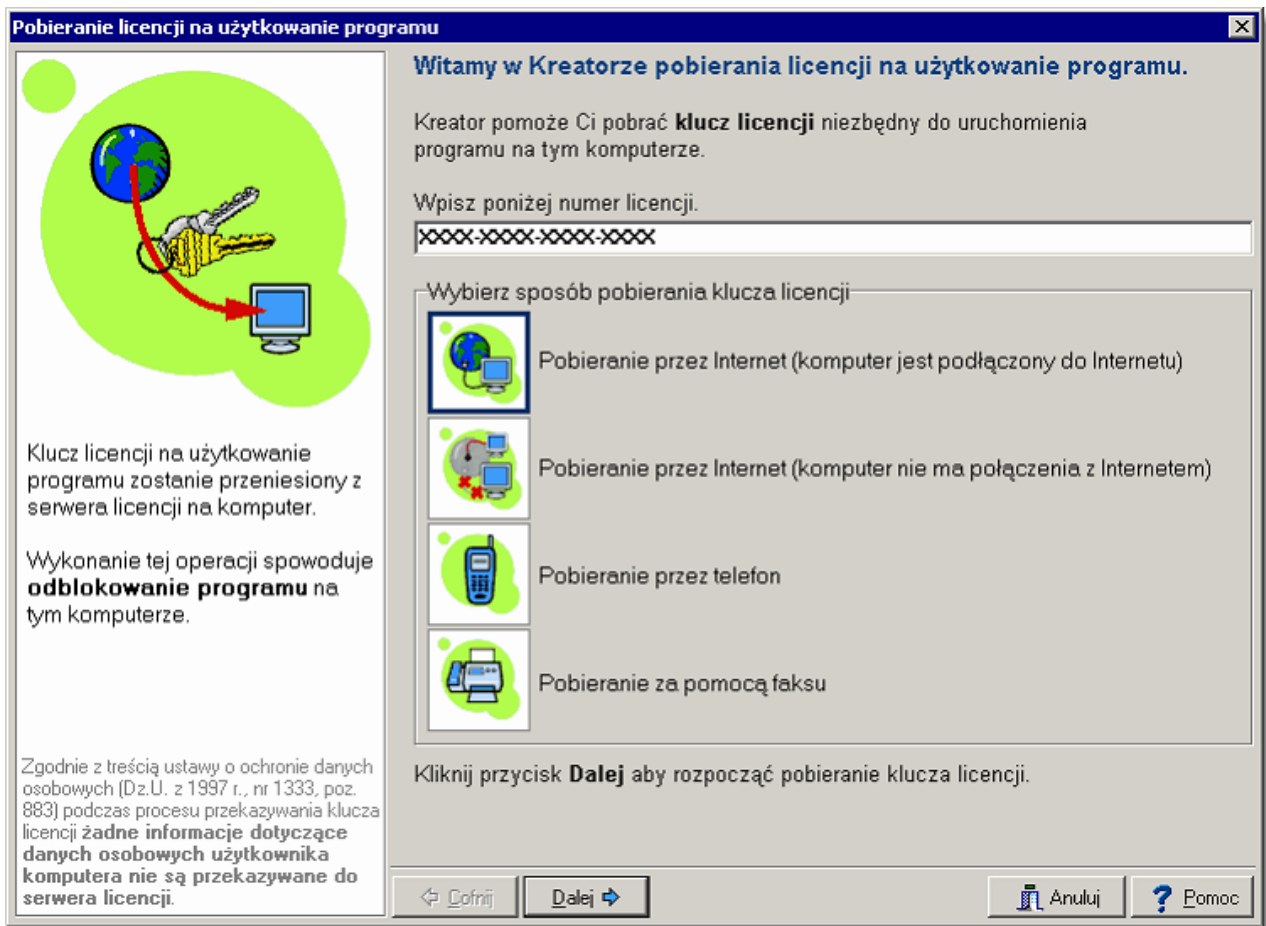 Pobieranie licencji na użytkowanie programu
Witamy w Kreatorze pobierania licencji na użytkowanie programu.
Kreator pomoże Ci pobrać klucz licencji niezbędny do uruchomienia
programu na tym komputerze.
Wpisz poniżej numer licencji.
XXXX-XXXX-XXXX-XXXX
Wybierz sposób pobierania klucza licencji
Pobieranie przez Internet (komputer jest podłączony do Internetu)
Pobieranie przez Internet (komputer nie ma połączenia z Internetem)
Pobieranie przez telefon
Pobieranie za pomocą faksu
Kliknij przycisk Dalej aby rozpocząć pobieranie klucza licencji.
Klucz licencji na użytkowanie
programu zostanie przeniesiony z
serwera licencji na komputer.
Wykonanie tej operacji spowoduje
odblokowanie programu na
tym komputerze.
Zgodnie z treścią ustawy o ochronie danych
osobowych (Dz.U. z 1997 r., nr 1333, poz.
883) podczas procesu przekazywania klucza
licencji żadne informacje dotyczące
danych osobowych użytkownika
komputera nie są przekazywane do
serwera licencji.
Cofnij
Dalej
Anuluj
Pomoc